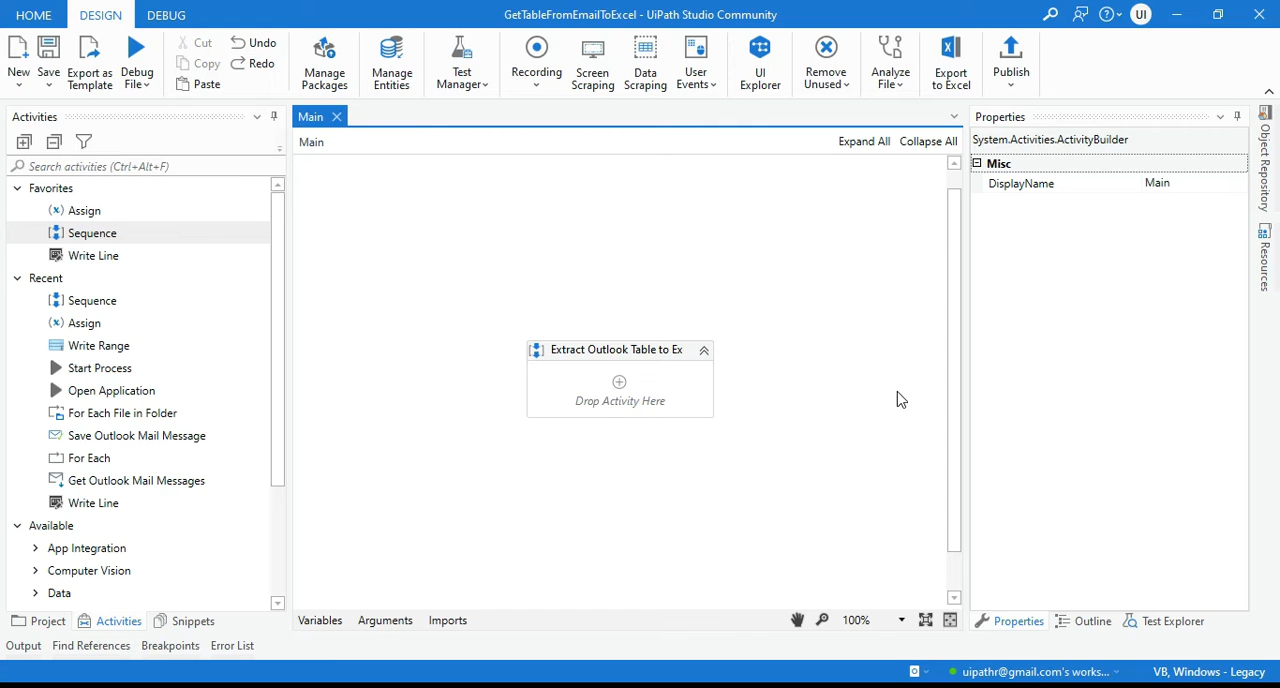 HOME DESIGN DEBUG GetTableFromEmailToExcel - UiPath Studio Community UI
New Save Export as Template Debug File Cut Copy Paste Undo Redo Manage Packages Manage Entities Test Manager Recording Screen Scraping Data Scraping User Events UI Explorer Remove Unused Analyze File Export to Excel Publish
Activities
Search activities (Ctrl+Alt+F)
Favorites
Assign
Sequence
Write Line
Recent
Sequence
Assign
Write Range
Start Process
Open Application
For Each File in Folder
Save Outlook Mail Message
For Each
Get Outlook Mail Messages
Write Line
Available
App Integration
Computer Vision
Data
Project Activities Snippets
Main
Main Expand All Collapse All
Extract Outlook Table to Ex
Drop Activity Here
Variables Arguments Imports 100%
Properties
System.Activities.ActivityBuilder
Misc
DisplayName Main
Properties Outline Test Explorer
Object Repository
Resources
Output Find References Breakpoints Error List
uipathr@gmail.com's works... VB, Windows - Legacy